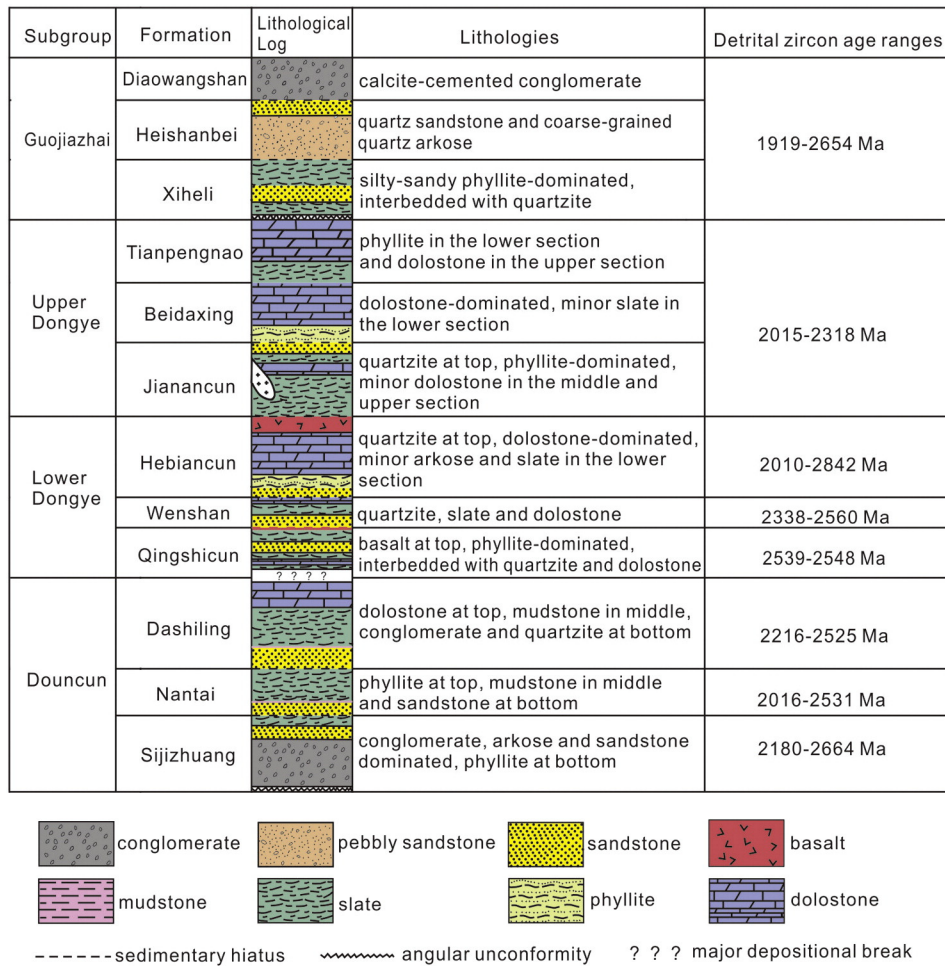 Subgroup Formation Lithological Log Lithologies Detrital zircon age ranges
Guojiazhai
Diaowangshan
calcite-cemented conglomerate
Heishanbei
quartz sandstone and coarse-grained
quartz arkose
Xiheli
silty-sandy phyllite-dominated,
interbedded with quartzite
1919-2654 Ma
Upper
Dongye
Tianpengnao
phyllite in the lower section
and dolostone in the upper section
Beidaxing
dolostone-dominated, minor slate in
the lower section
Jianancun
quartzite at top, phyllite-dominated,
minor dolostone in the middle and
upper section
2015-2318 Ma
Lower
Dongye
Hebiancun
quartzite at top, dolostone-dominated,
minor arkose and slate in the lower
section
2010-2842 Ma
Wenshan
quartzite, slate and dolostone
2338-2560 Ma
Qingshicun
basalt at top, phyllite-dominated,
interbedded with quartzite and dolostone
2539-2548 Ma
? ? ? ?
Douncun
Dashiling
dolostone at top, mudstone in middle,
conglomerate and quartzite at bottom
2216-2525 Ma
Nantai
phyllite at top, mudstone in middle
and sandstone at bottom
2016-2531 Ma
Sijizhuang
conglomerate, arkose and sandstone
dominated, phyllite at bottom
2180-2664 Ma
conglomerate pebbly sandstone sandstone basalt
mudstone slate phyllite dolostone
sedimentary hiatus angular unconformity ? ? ? major depositional break